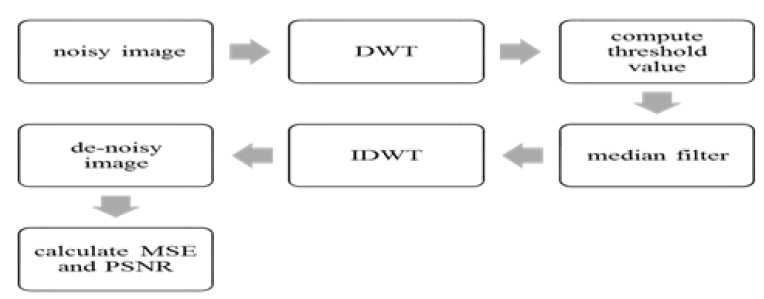 noisy image
DWT
compute
threshold
value
median filter
IDWT
de-noisy
image
calculate MSE
and PSNR